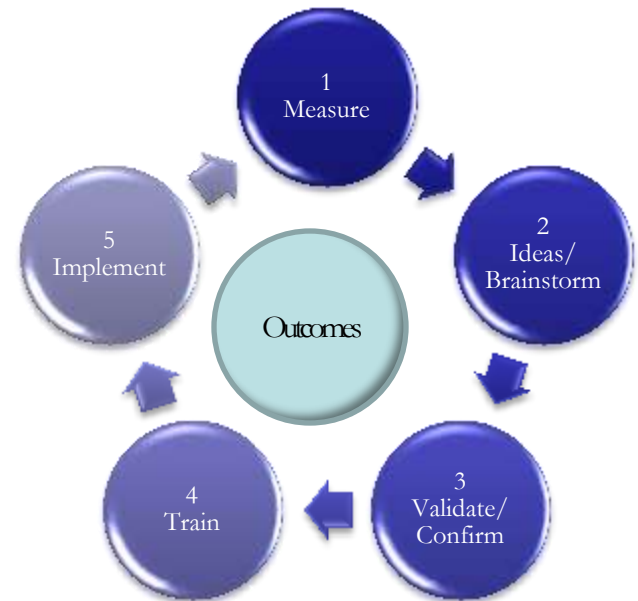 1
Measure
2
Ideas/
Brainstorm
3
Validate/
Confirm
4
Train
5
Implement
Outcomes